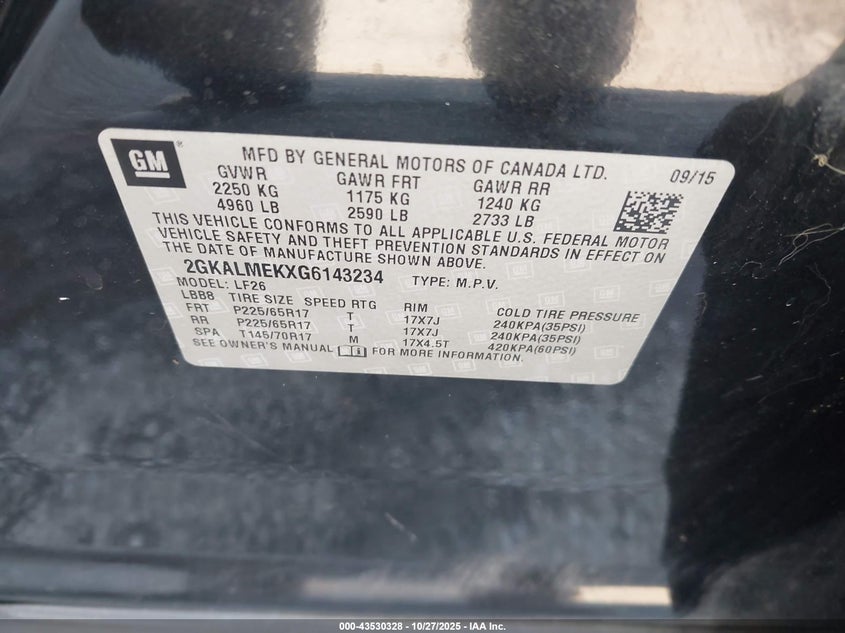 GM ®
MFD BY GENERAL MOTORS OF CANADA LTD. 09/15
GVWR GAWR FRT GAWR RR
2250 KG 1175 KG 1240 KG
4960 LB 2590 LB 2733 LB
THIS VEHICLE CONFORMS TO ALL APPLICABLE U.S. FEDERAL MOTOR
VEHICLE SAFETY AND THEFT PREVENTION STANDARDS IN EFFECT ON
THE DATE OF MANUFACTURE SHOWN ABOVE.
2GKALMEKXG6143234 TYPE: M.P.V.
MODEL: LF26
LBB8 TIRE SIZE SPEED RTG RIM COLD TIRE PRESSURE
FRT P225/65R17 T 17X7J 240KPA(35PSI)
RR P225/65R17 T 17X7J 240KPA(35PSI)
SPA T145/70R17 M 17X4.5T 420KPA(60PSI)
SEE OWNER'S MANUAL FOR MORE INFORMATION.
000-43530328 - 10/27/2025 - IAA Inc.